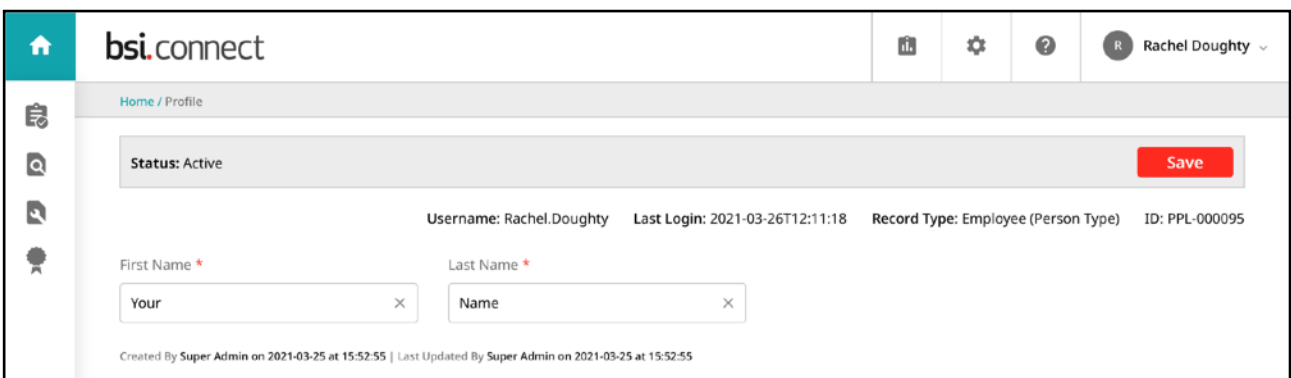 bsi.connect
R Rachel Doughty
Home / Profile
Status: Active
Save
Username: Rachel.Doughty Last Login: 2021-03-26T12:11:18 Record Type: Employee (Person Type) ID: PPL-000095
First Name * Last Name *
Your Name
Created By Super Admin on 2021-03-25 at 15:52:55 | Last Updated By Super Admin on 2021-03-25 at 15:52:55